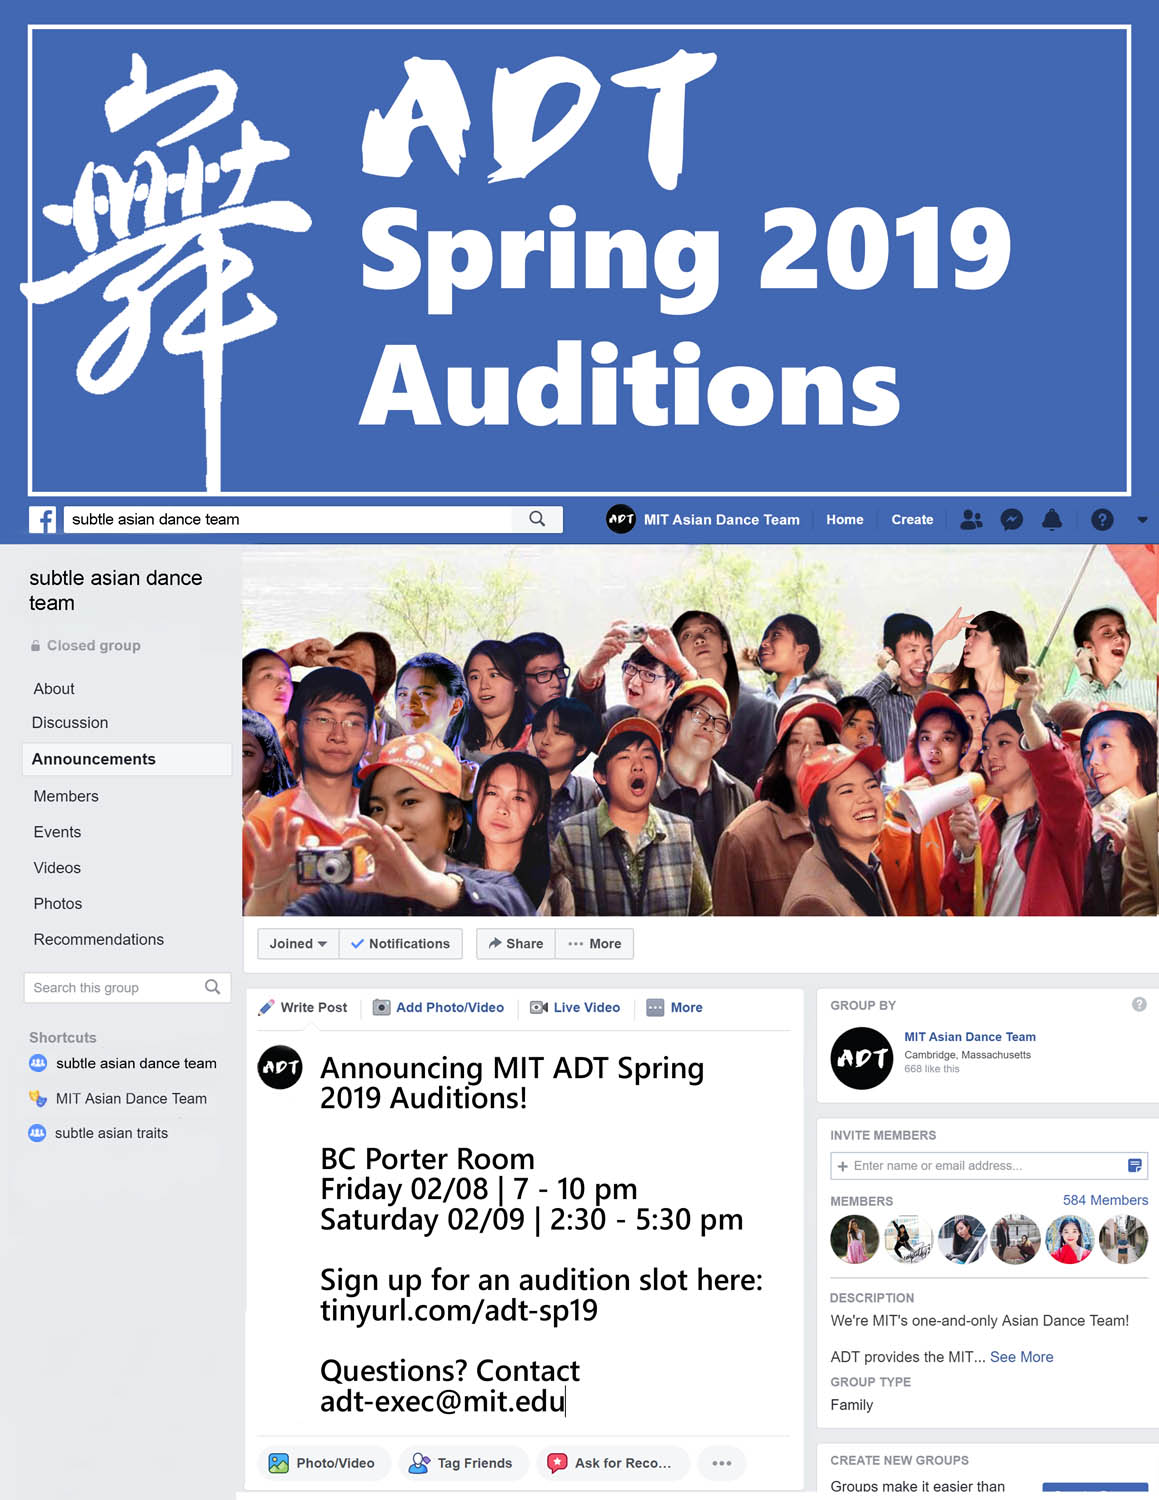 舞
ADT
Spring 2019
Auditions
subtle asian dance team
ADT
MIT Asian Dance Team
Home
Create
subtle asian dance
team
Closed group
About
Discussion
Announcements
Members
Events
Videos
Photos
Recommendations
Search this group
Shortcuts
subtle asian dance team
MIT Asian Dance Team
subtle asian traits
Joined
Notifications
Share
More
Write Post
Add Photo/Video
Live Video
More
ADT
Announcing MIT ADT Spring
2019 Auditions!
BC Porter Room
Friday 02/08 | 7 - 10 pm
Saturday 02/09 | 2:30 - 5:30 pm
Sign up for an audition slot here:
tinyurl.com/adt-sp19
Questions? Contact
adt-exec@mit.edu
Photo/Video
Tag Friends
Ask for Reco...
GROUP BY
ADT
MIT Asian Dance Team
Cambridge, Massachusetts
668 like this
INVITE MEMBERS
+ Enter name or email address...
MEMBERS
584 Members
DESCRIPTION
We're MIT's one-and-only Asian Dance Team!
ADT provides the MIT... See More
GROUP TYPE
Family
CREATE NEW GROUPS
Groups make it easier than